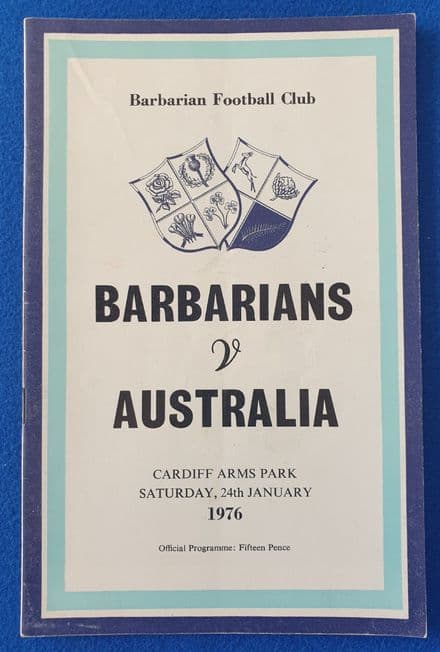 Barbarian Football Club
BARBARIANS
v
AUSTRALIA
CARDIFF ARMS PARK
SATURDAY, 24th JANUARY
1976
Official Programme: Fifteen Pence